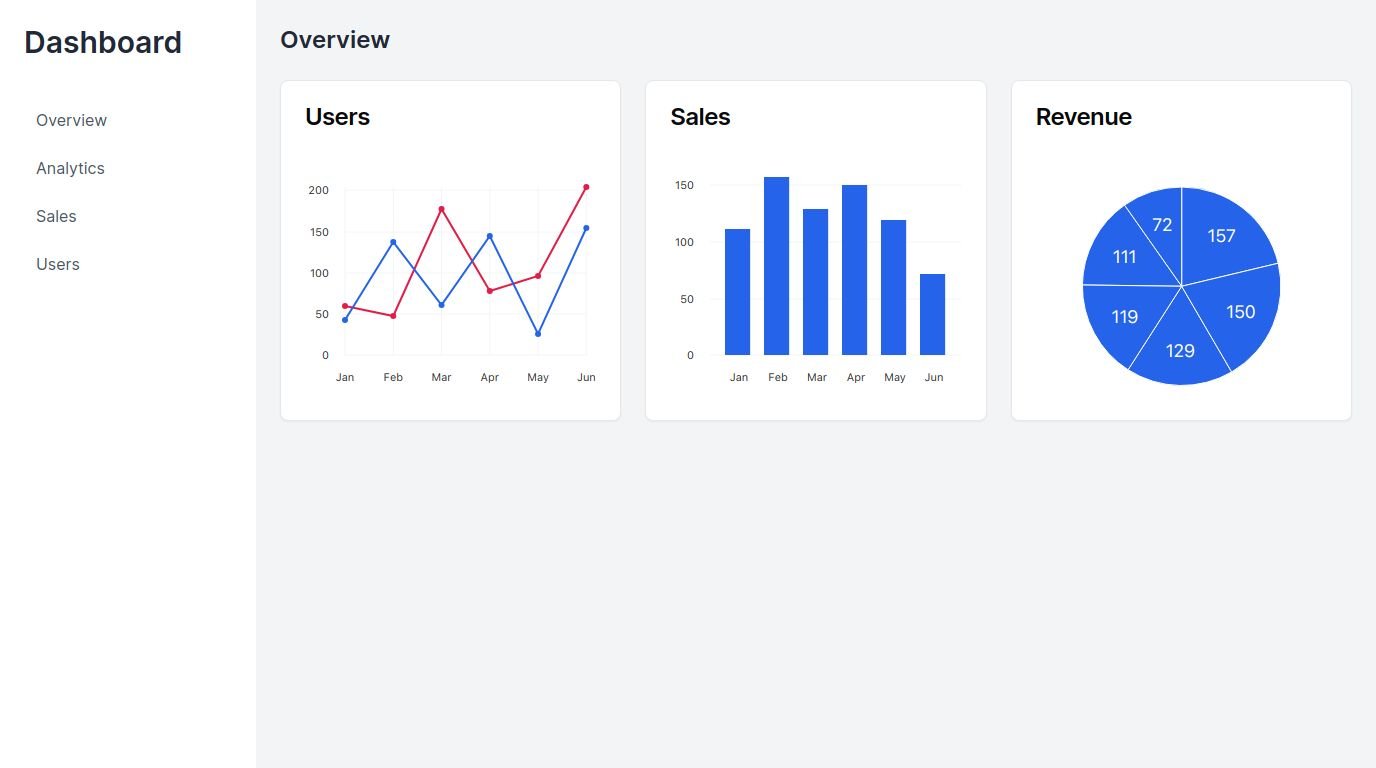 Dashboard
Overview
Analytics
Sales
Users
Overview
Users
200
150
100
50
0
Jan Feb Mar Apr May Jun
Sales
150
100
50
0
Jan Feb Mar Apr May Jun
Revenue
72 157
111
150
119
129